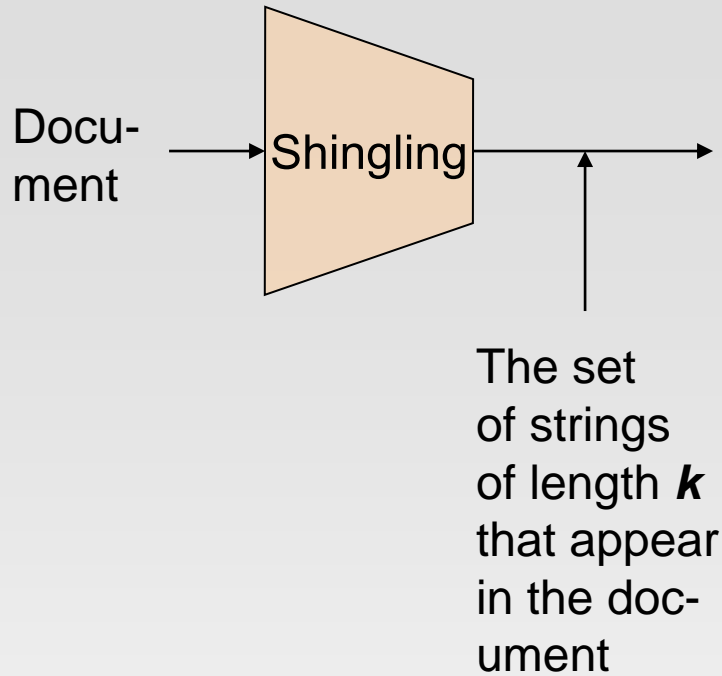 Docu-
ment
Shingling
The set
of strings
of length k
that appear
in the doc-
ument